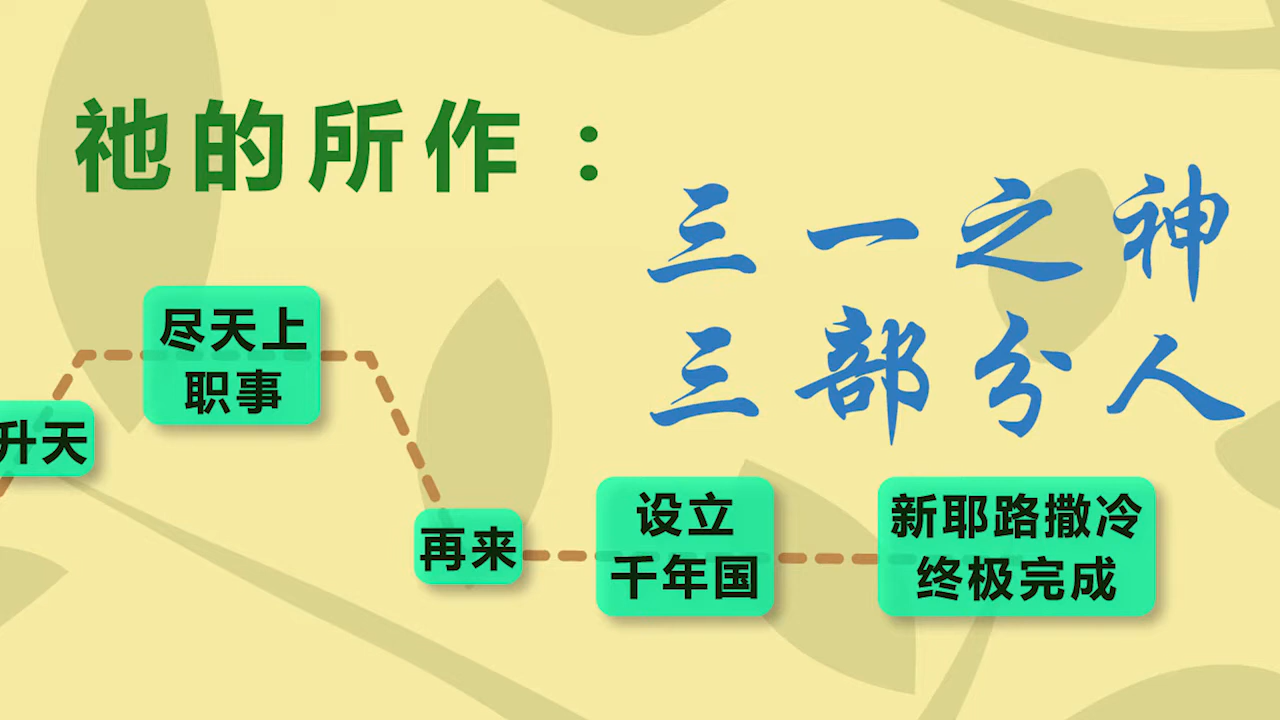 祂的所作：
三一之神
三部分人
尽天上
职事
升天
再来
设立
千年国
新耶路撒冷
终极完成